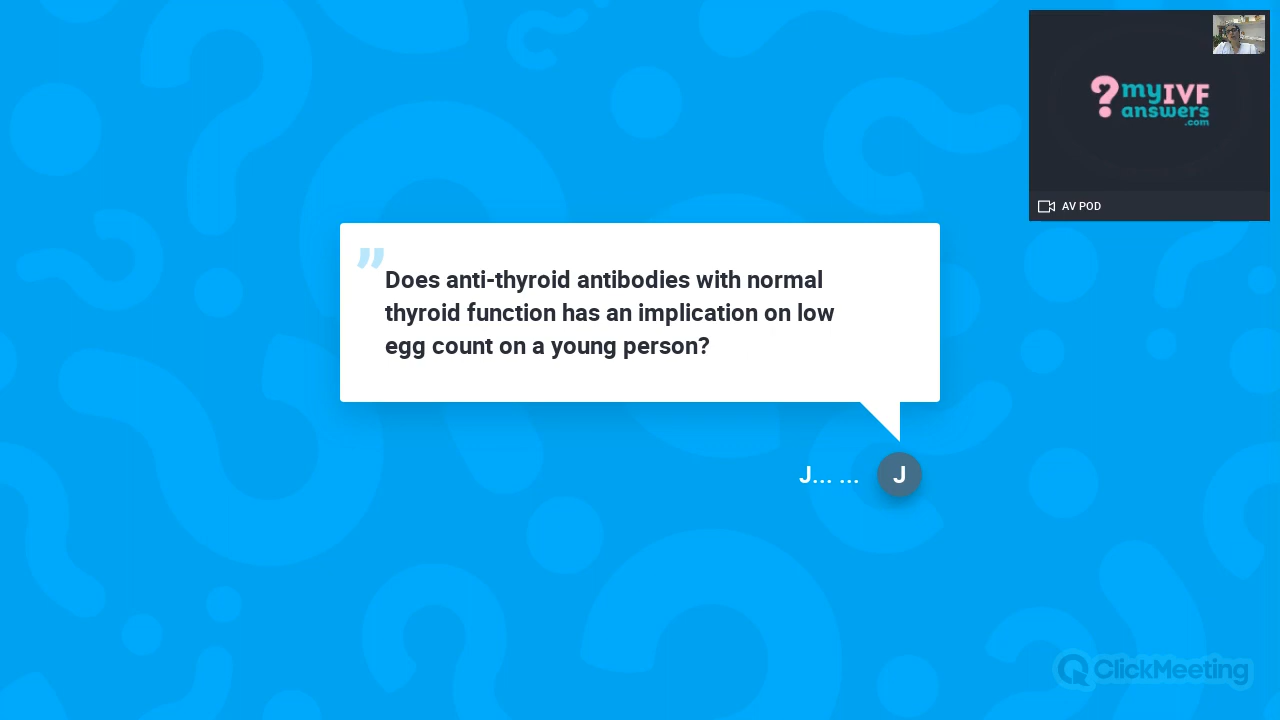 myIVF
answers
.com
AV POD
”
Does anti-thyroid antibodies with normal
thyroid function has an implication on low
egg count on a young person?
J... ...
J
ClickMeeting